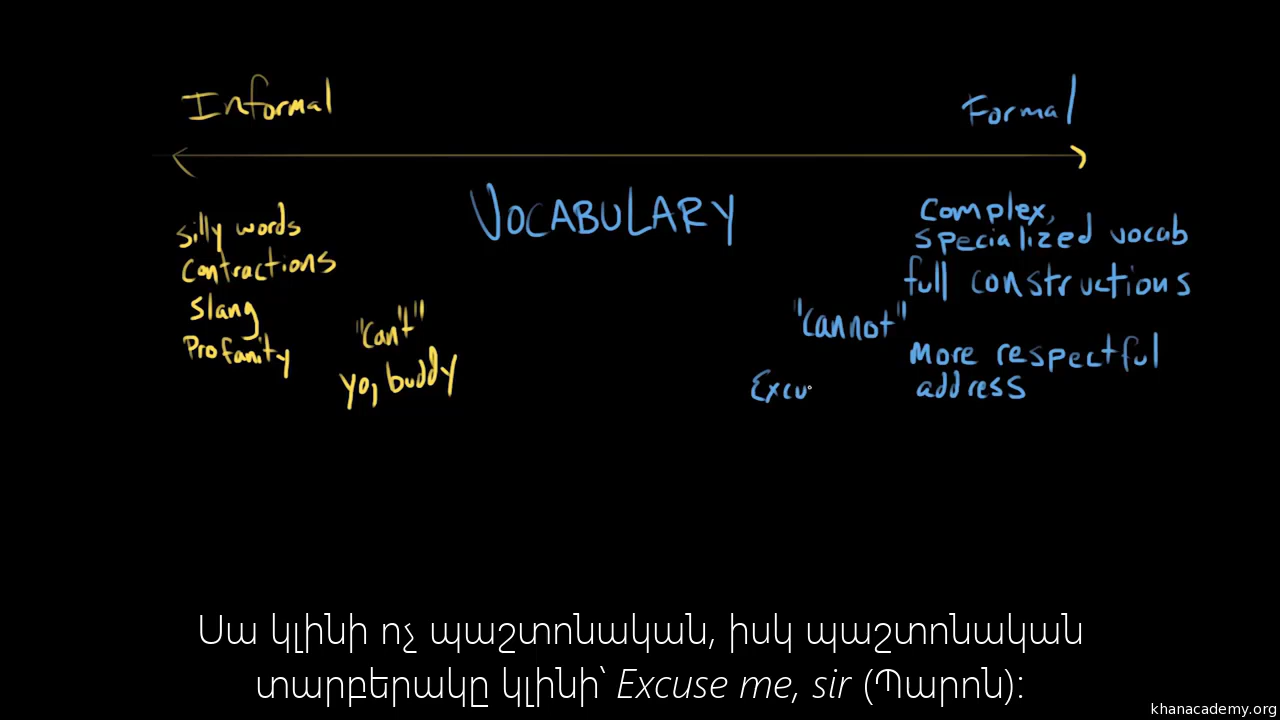 Informal
Formal
VOCABULARY
silly words
contractions
slang
Profanity
"Can't"
yo, buddy
Complex,
specialized vocab
full constructions
"Cannot"
More respectful
address
Excu
Սա կլինի ոչ պաշտոնական, իսկ պաշտոնական
տարբերակը կլինի՝ Excuse me, sir (Պարոն):
khanacademy.org